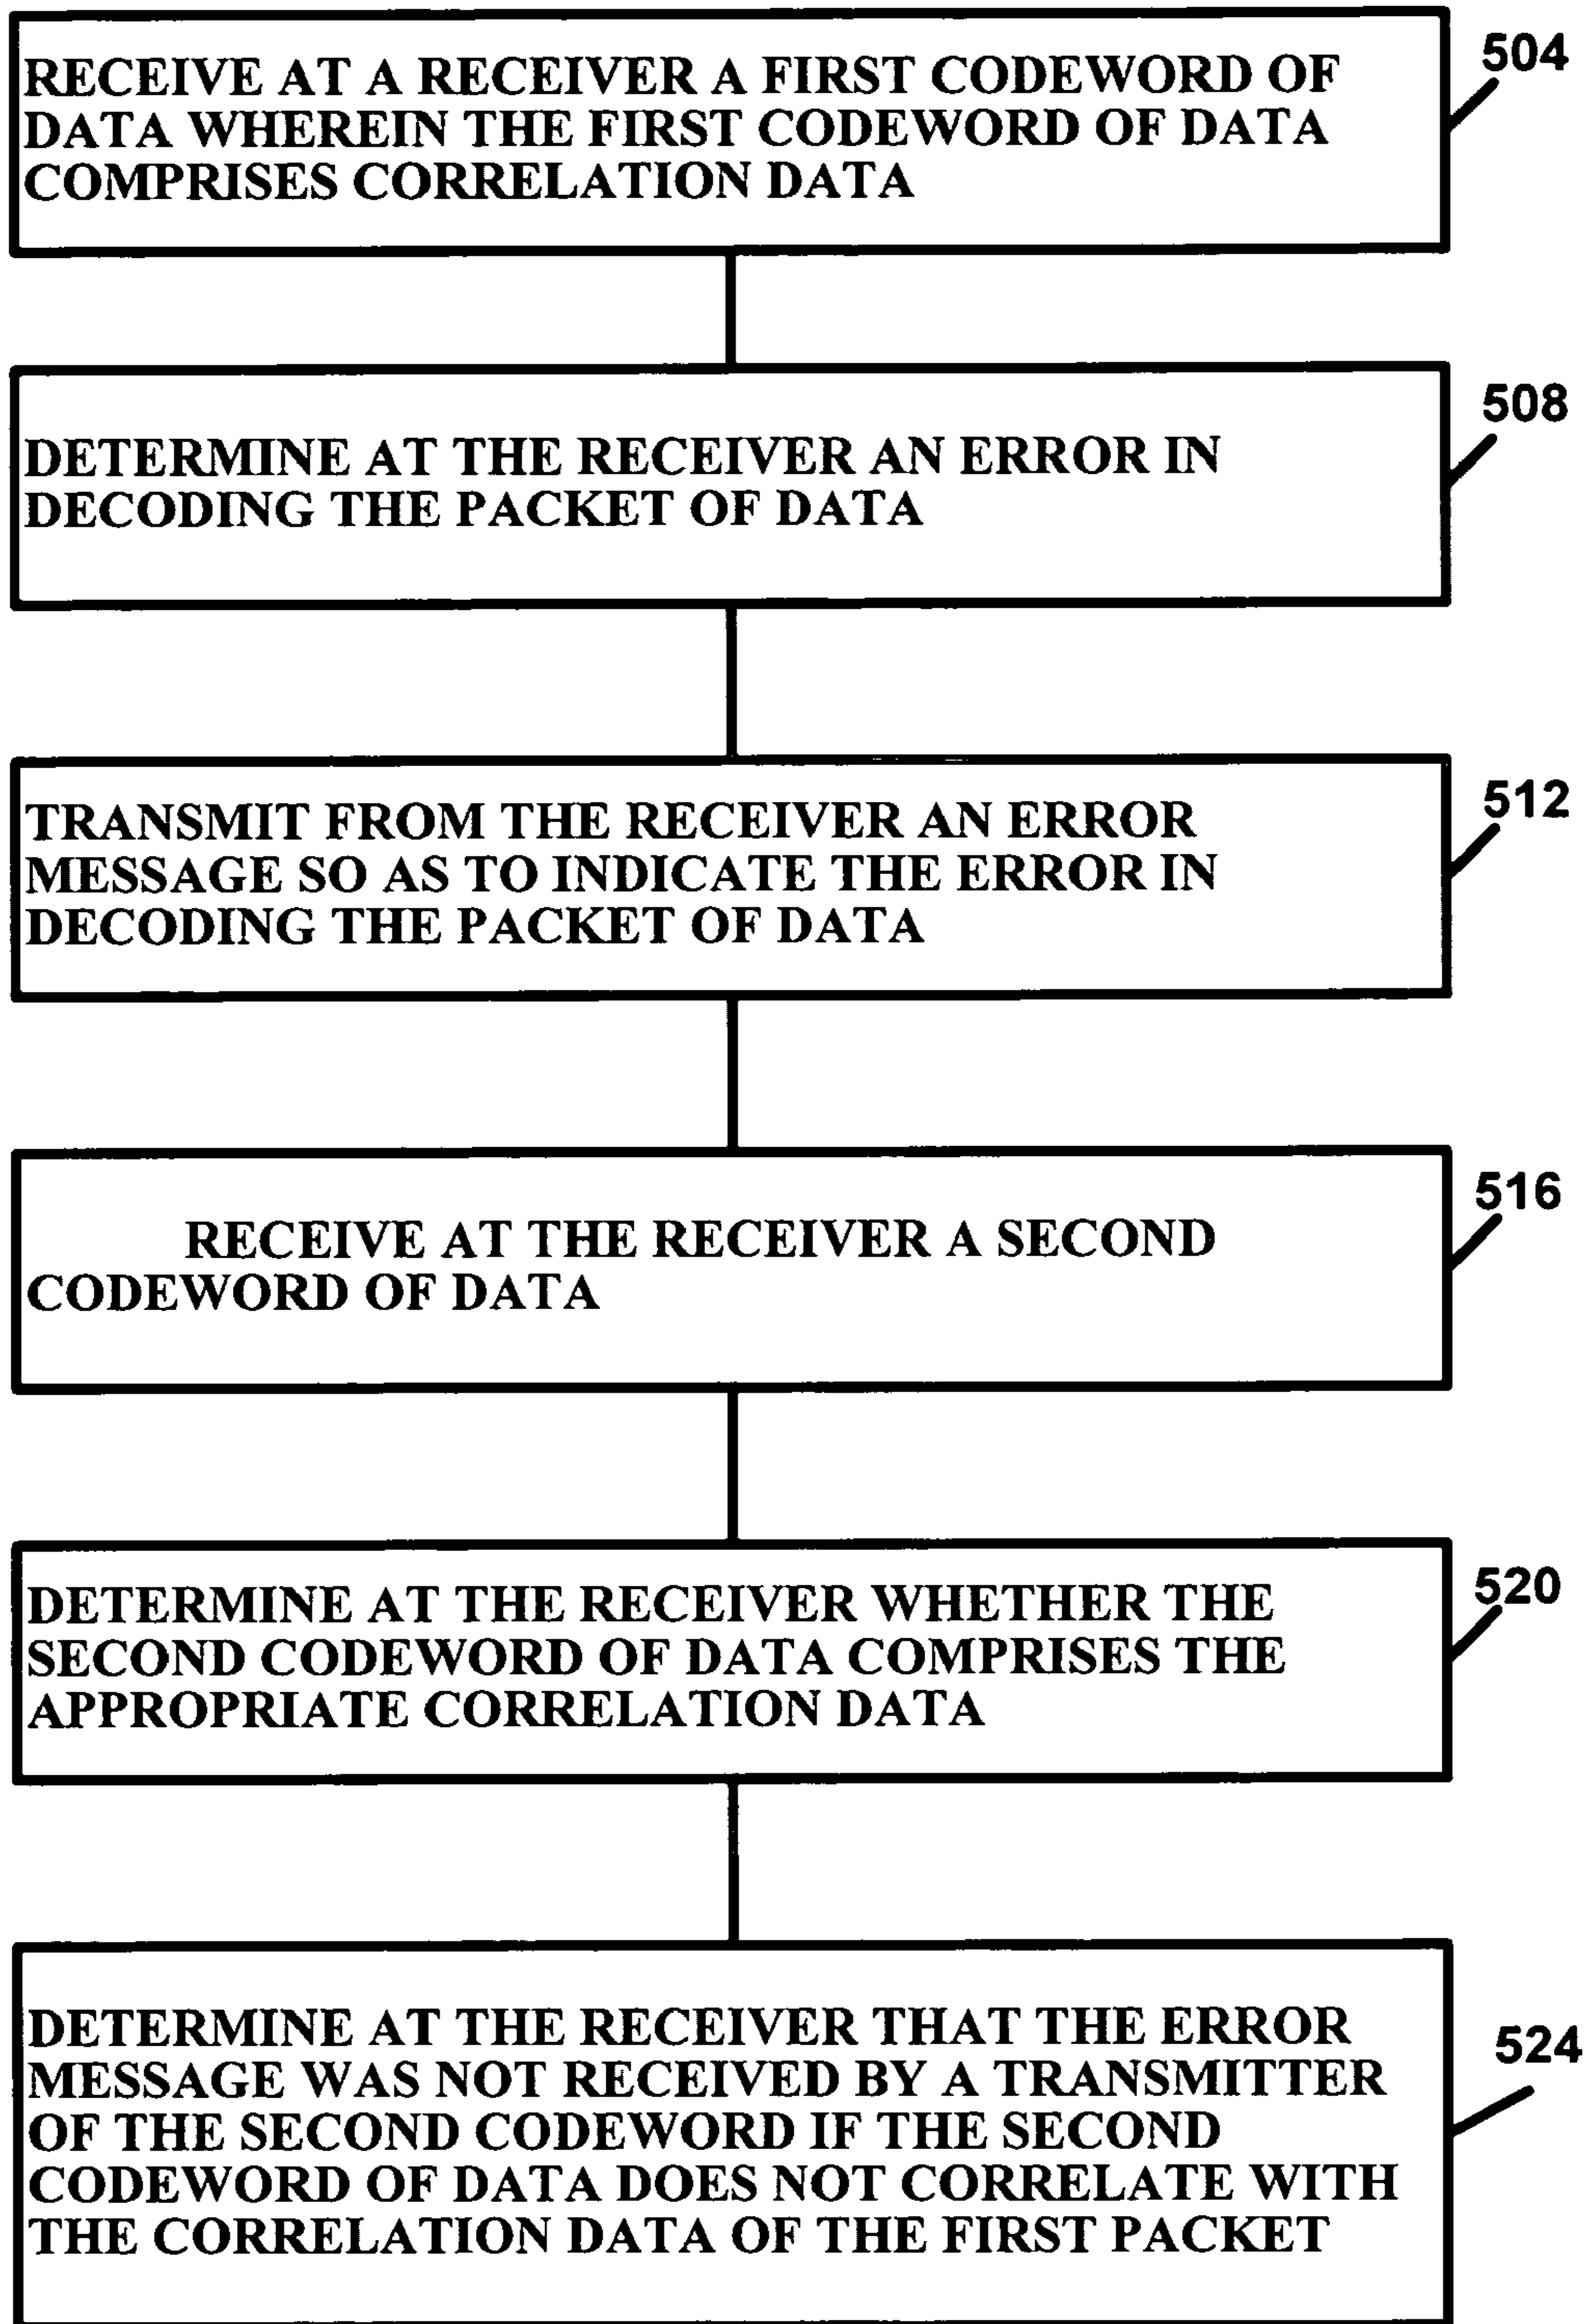 RECEIVE AT A RECEIVER A FIRST CODEWORD OF
DATA WHEREIN THE FIRST CODEWORD OF DATA
COMPRISES CORRELATION DATA
504
DETERMINE AT THE RECEIVER AN ERROR IN
DECODING THE PACKET OF DATA
508
TRANSMIT FROM THE RECEIVER AN ERROR
MESSAGE SO AS TO INDICATE THE ERROR IN
DECODING THE PACKET OF DATA
512
RECEIVE AT THE RECEIVER A SECOND
CODEWORD OF DATA
516
DETERMINE AT THE RECEIVER WHETHER THE
SECOND CODEWORD OF DATA COMPRISES THE
APPROPRIATE CORRELATION DATA
520
DETERMINE AT THE RECEIVER THAT THE ERROR
MESSAGE WAS NOT RECEIVED BY A TRANSMITTER
OF THE SECOND CODEWORD IF THE SECOND
CODEWORD OF DATA DOES NOT CORRELATE WITH
THE CORRELATION DATA OF THE FIRST PACKET
524